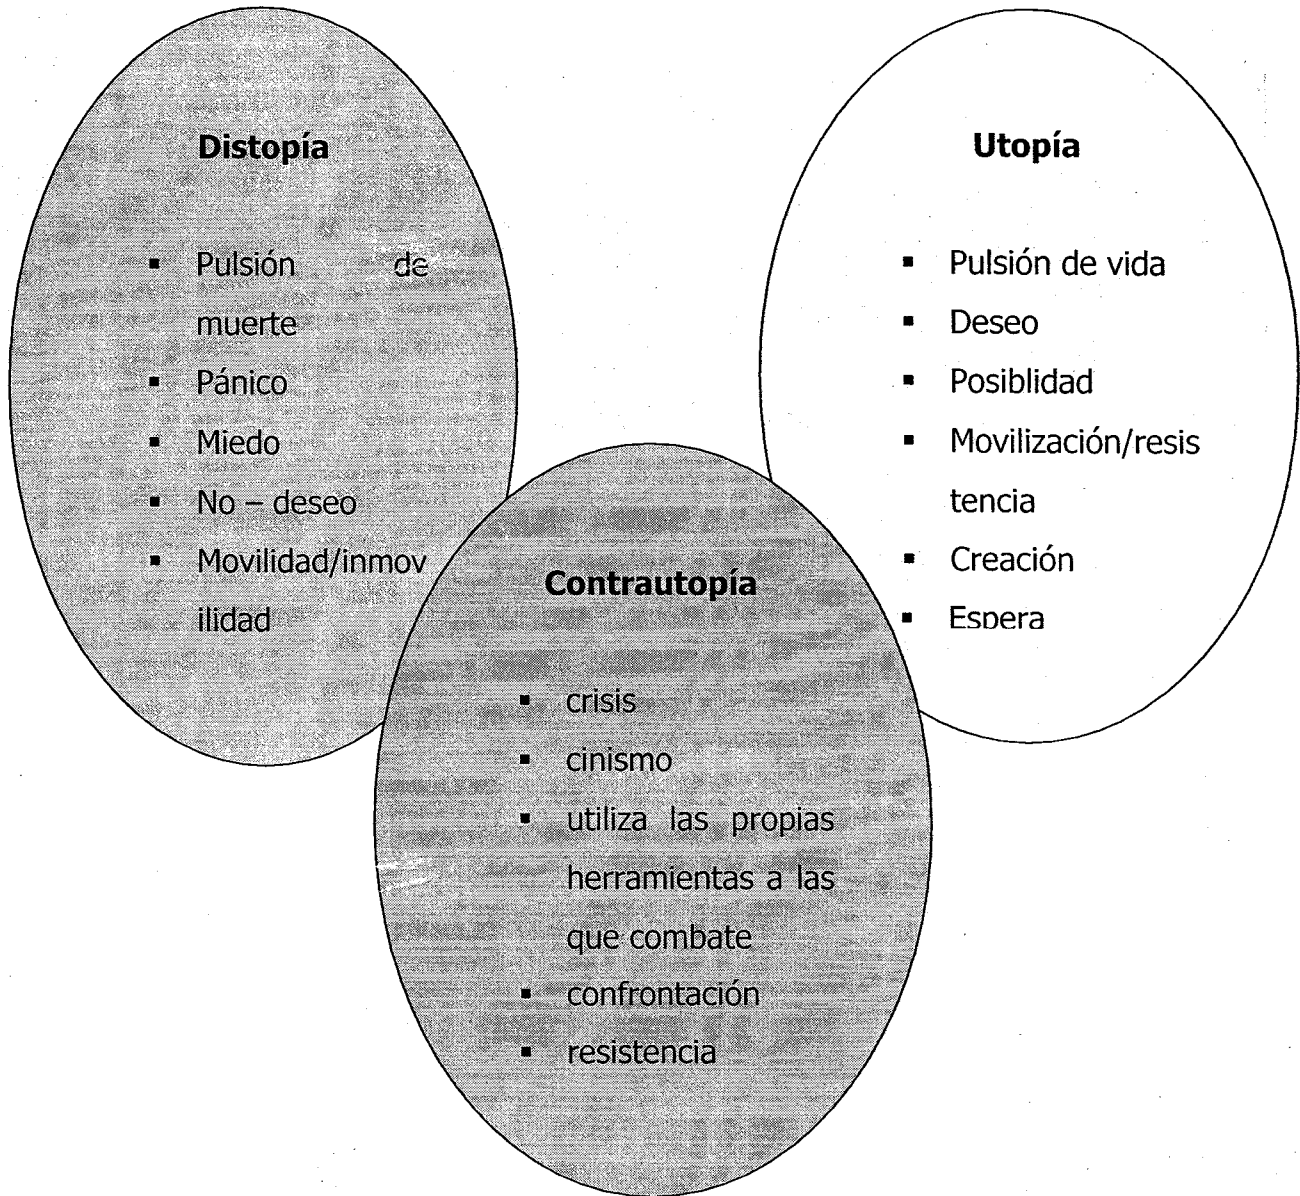 Distopía
▪ Pulsión de
muerte
▪ Pánico
▪ Miedo
▪ No – deseo
▪ Movilidad/inmov
ilidad
Utopía
▪ Pulsión de vida
▪ Deseo
▪ Posiblidad
▪ Movilización/resis
tencia
▪ Creación
▪ Espera
Contrautopía
▪ crisis
▪ cinismo
▪ utiliza las propias
herramientas a las
que combate
▪ confrontación
▪ resistencia